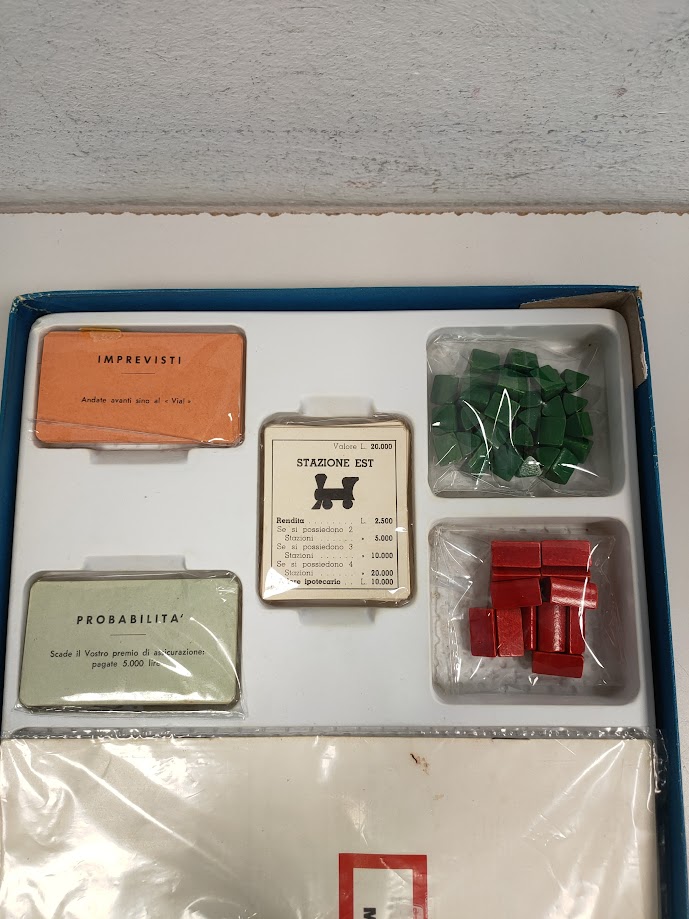 IMPREVISTI
Andate avanti sino al « Via! »
PROBABILITA'
Scade il Vostro premio di assicurazione:
pagate 5.000 lire
Valore L. 20.000
STAZIONE EST
Rendita . . . . . . . L. 2.500
Se si possiedono 2
Stazioni . . . . . » 5.000
Se si possiedono 3
Stazioni . . . . . » 10.000
Se si possiedono 4
Stazioni . . . . . » 20.000
Valore ipotecario . . L. 10.000
M